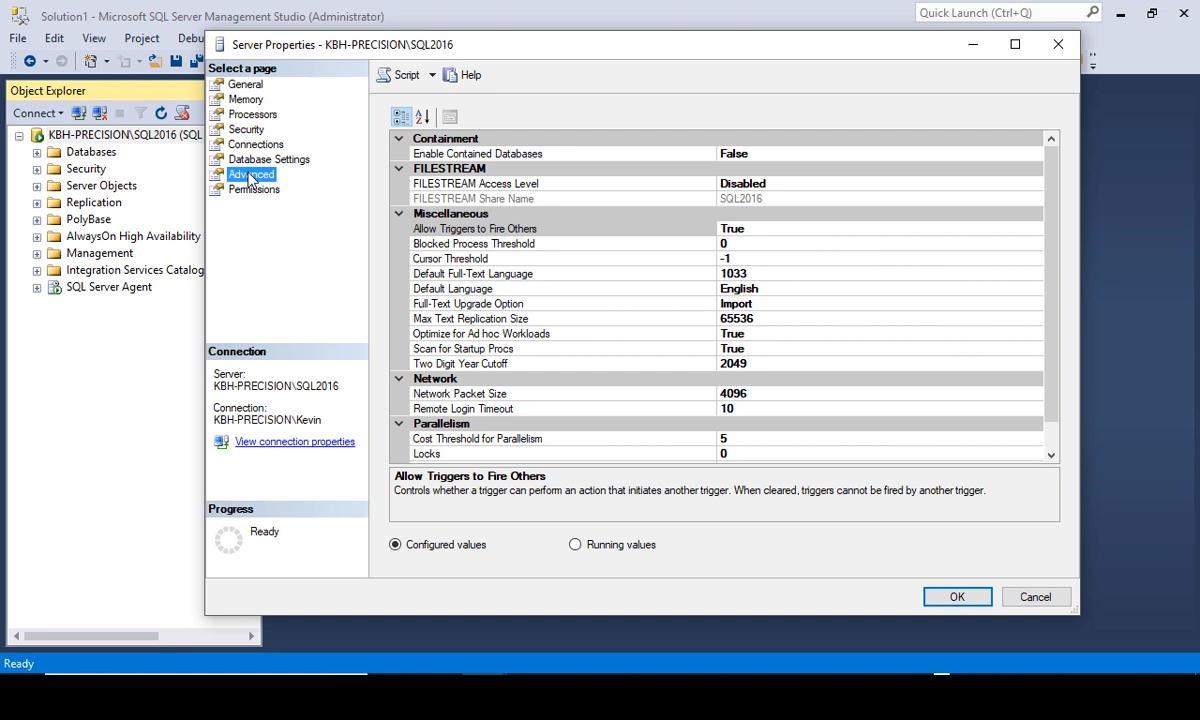 Solution1 - Microsoft SQL Server Management Studio (Administrator)
Quick Launch (Ctrl+Q)
File Edit View Project Debu
Object Explorer
Connect
KBH-PRECISION\SQL2016 (SQL
Databases
Security
Server Objects
Replication
PolyBase
AlwaysOn High Availability
Management
Integration Services Catalog
SQL Server Agent
Server Properties - KBH-PRECISION\SQL2016
Select a page
General
Memory
Processors
Security
Connections
Database Settings
Advanced
Permissions
Connection
Server:
KBH-PRECISION\SQL2016
Connection:
KBH-PRECISION\Kevin
View connection properties
Progress
Ready
Script Help
Containment
Enable Contained Databases False
FILESTREAM
FILESTREAM Access Level Disabled
FILESTREAM Share Name SQL2016
Miscellaneous
Allow Triggers to Fire Others True
Blocked Process Threshold 0
Cursor Threshold -1
Default Full-Text Language 1033
Default Language English
Full-Text Upgrade Option Import
Max Text Replication Size 65536
Optimize for Ad hoc Workloads True
Scan for Startup Procs True
Two Digit Year Cutoff 2049
Network
Network Packet Size 4096
Remote Login Timeout 10
Parallelism
Cost Threshold for Parallelism 5
Locks 0
Allow Triggers to Fire Others
Controls whether a trigger can perform an action that initiates another trigger. When cleared, triggers cannot be fired by another trigger.
Configured values Running values
OK Cancel
Ready